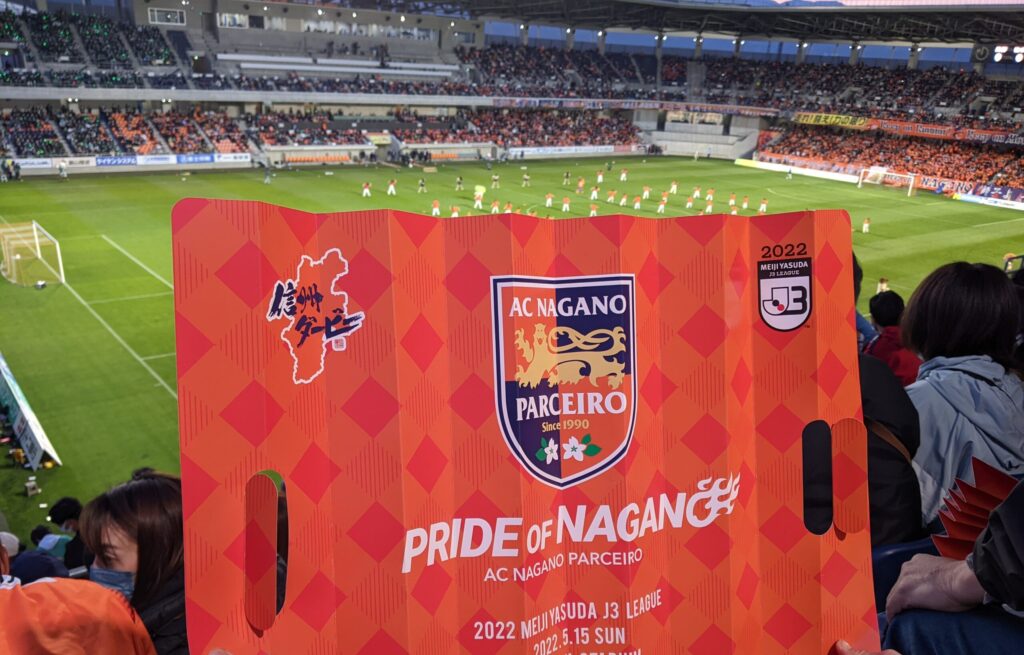 信州
ダービー
2022
MEIJI YASUDA
J3 LEAGUE
J3
AC NAGANO
PARCEIRO
Since 1990
PRIDE OF NAGANO
AC NAGANO PARCEIRO
2022 MEIJI YASUDA J3 LEAGUE
2022.5.15 SUN
STADIUM